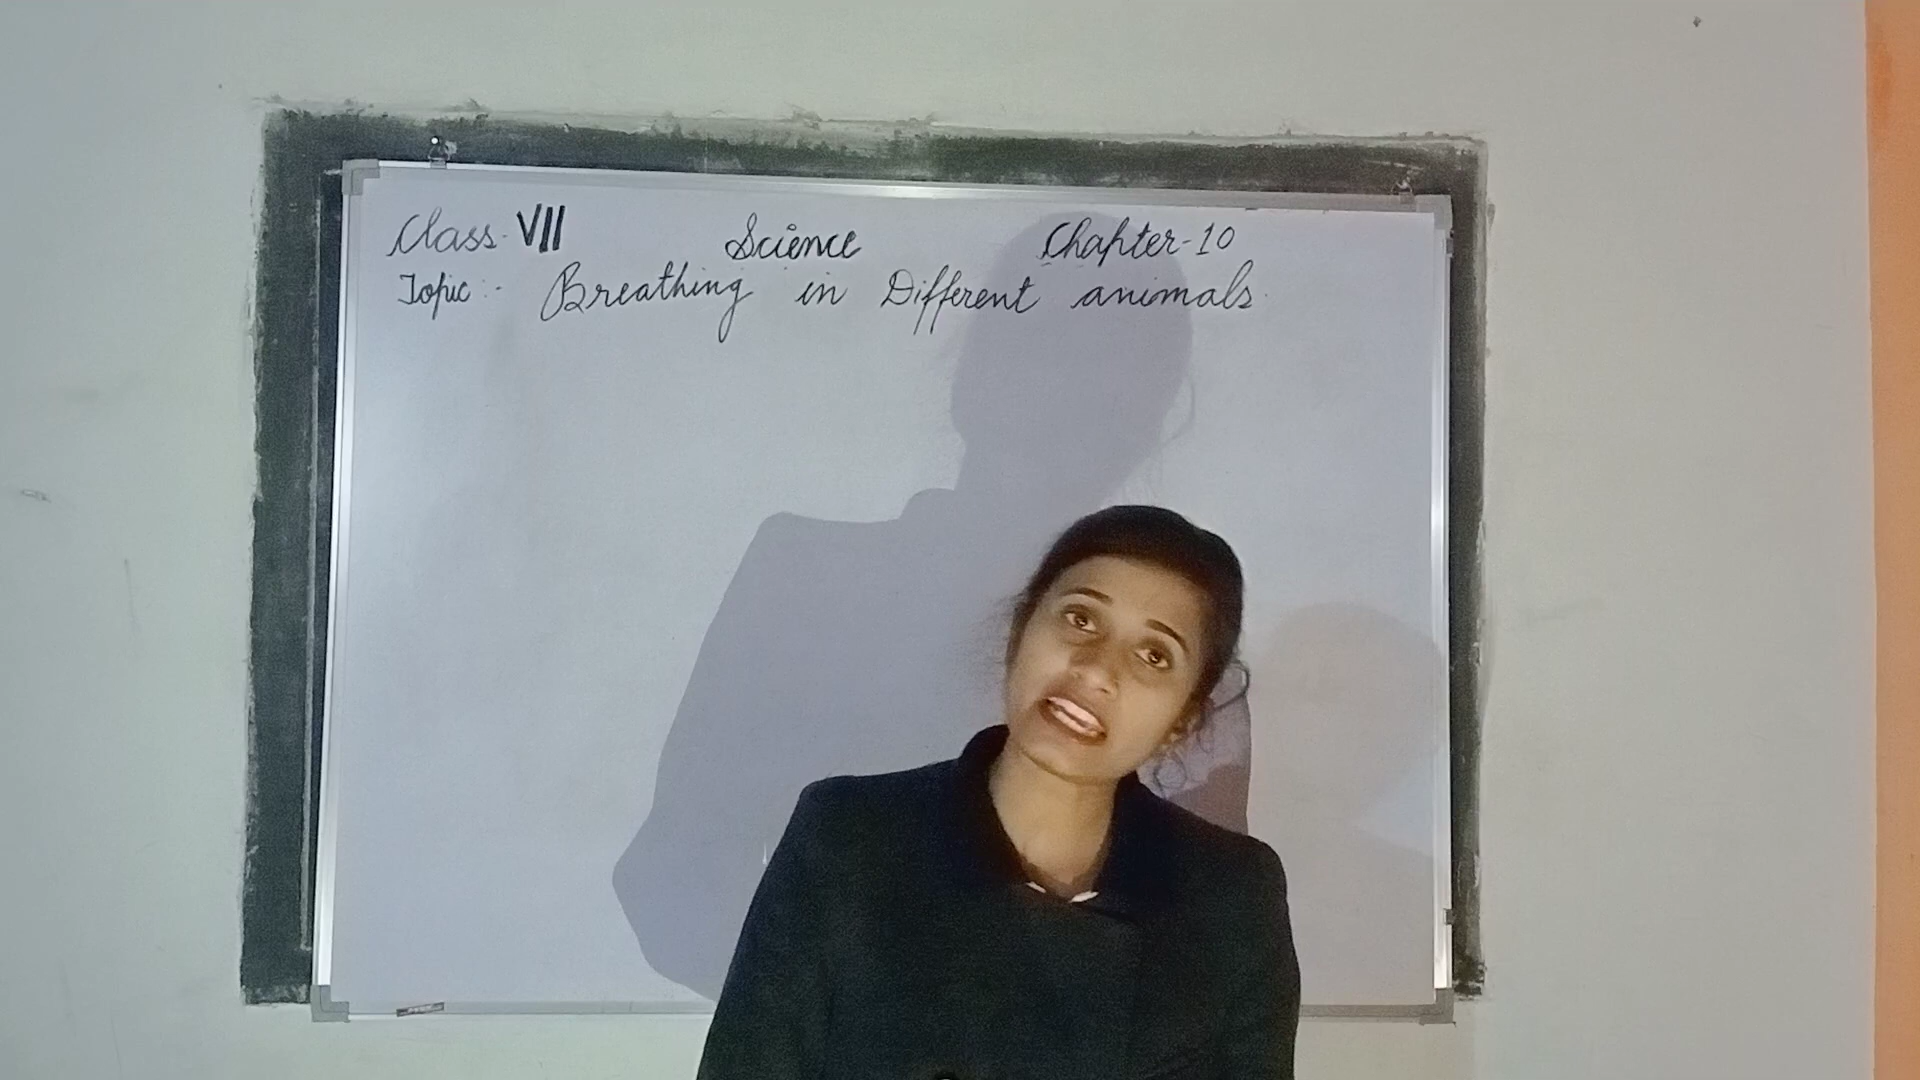 Class - VII Science Chapter - 10
Topic :- Breathing in Different animals.